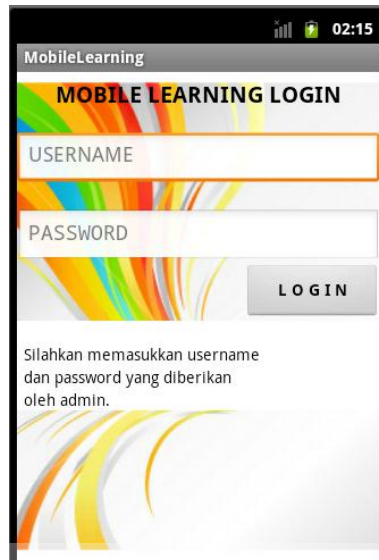 02:15
MobileLearning
MOBILE LEARNING LOGIN
USERNAME
PASSWORD
LOGIN
Silahkan memasukkan username
dan password yang diberikan
oleh admin.